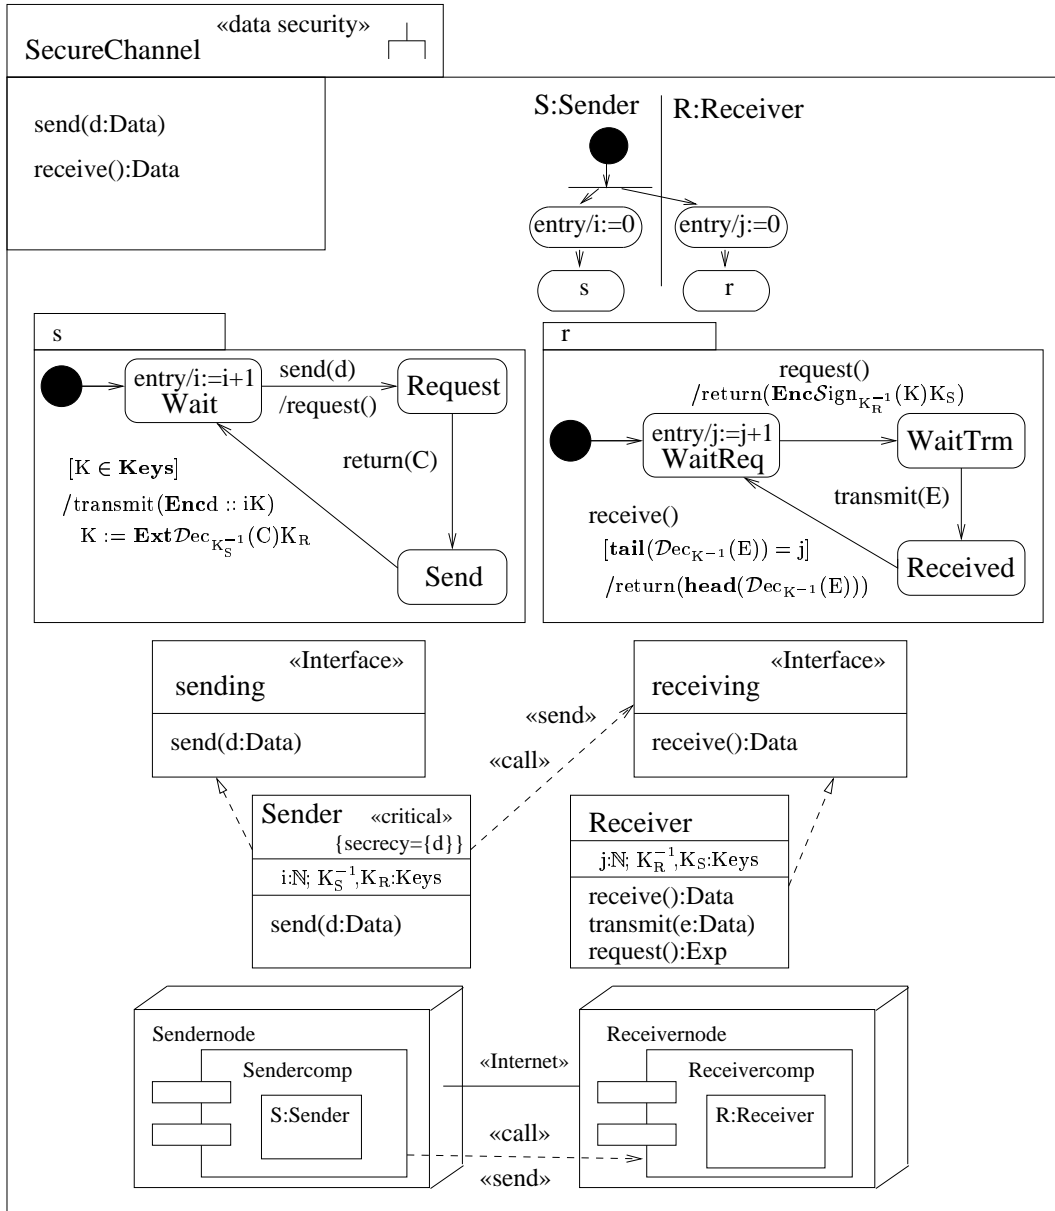 «data security»
SecureChannel
send(d:Data)
receive():Data
S:Sender
R:Receiver
entry/i:=0
entry/j:=0
s
r
s
entry/i:=i+1
Wait
send(d)
/request()
Request
return(C)
[K ∈ Keys]
/transmit(Encd :: iK)
K := Ext𝒟ec_{K_S^{-1}}(C)K_R
Send
r
request()
/return(Enc𝒮ign_{K_R^{-1}}(K)K_S)
entry/j:=j+1
WaitReq
WaitTrm
transmit(E)
receive()
[tail(𝒟ec_{K^{-1}}(E)) = j]
/return(head(𝒟ec_{K^{-1}}(E)))
Received
«Interface»
sending
send(d:Data)
«Interface»
receiving
receive():Data
«send»
«call»
Sender «critical»
{secrecy={d}}
i:ℕ; K_S^{-1},K_R:Keys
send(d:Data)
Receiver
j:ℕ; K_R^{-1},K_S:Keys
receive():Data
transmit(e:Data)
request():Exp
Sendernode
Sendercomp
S:Sender
«Internet»
«call»
«send»
Receivernode
Receivercomp
R:Receiver